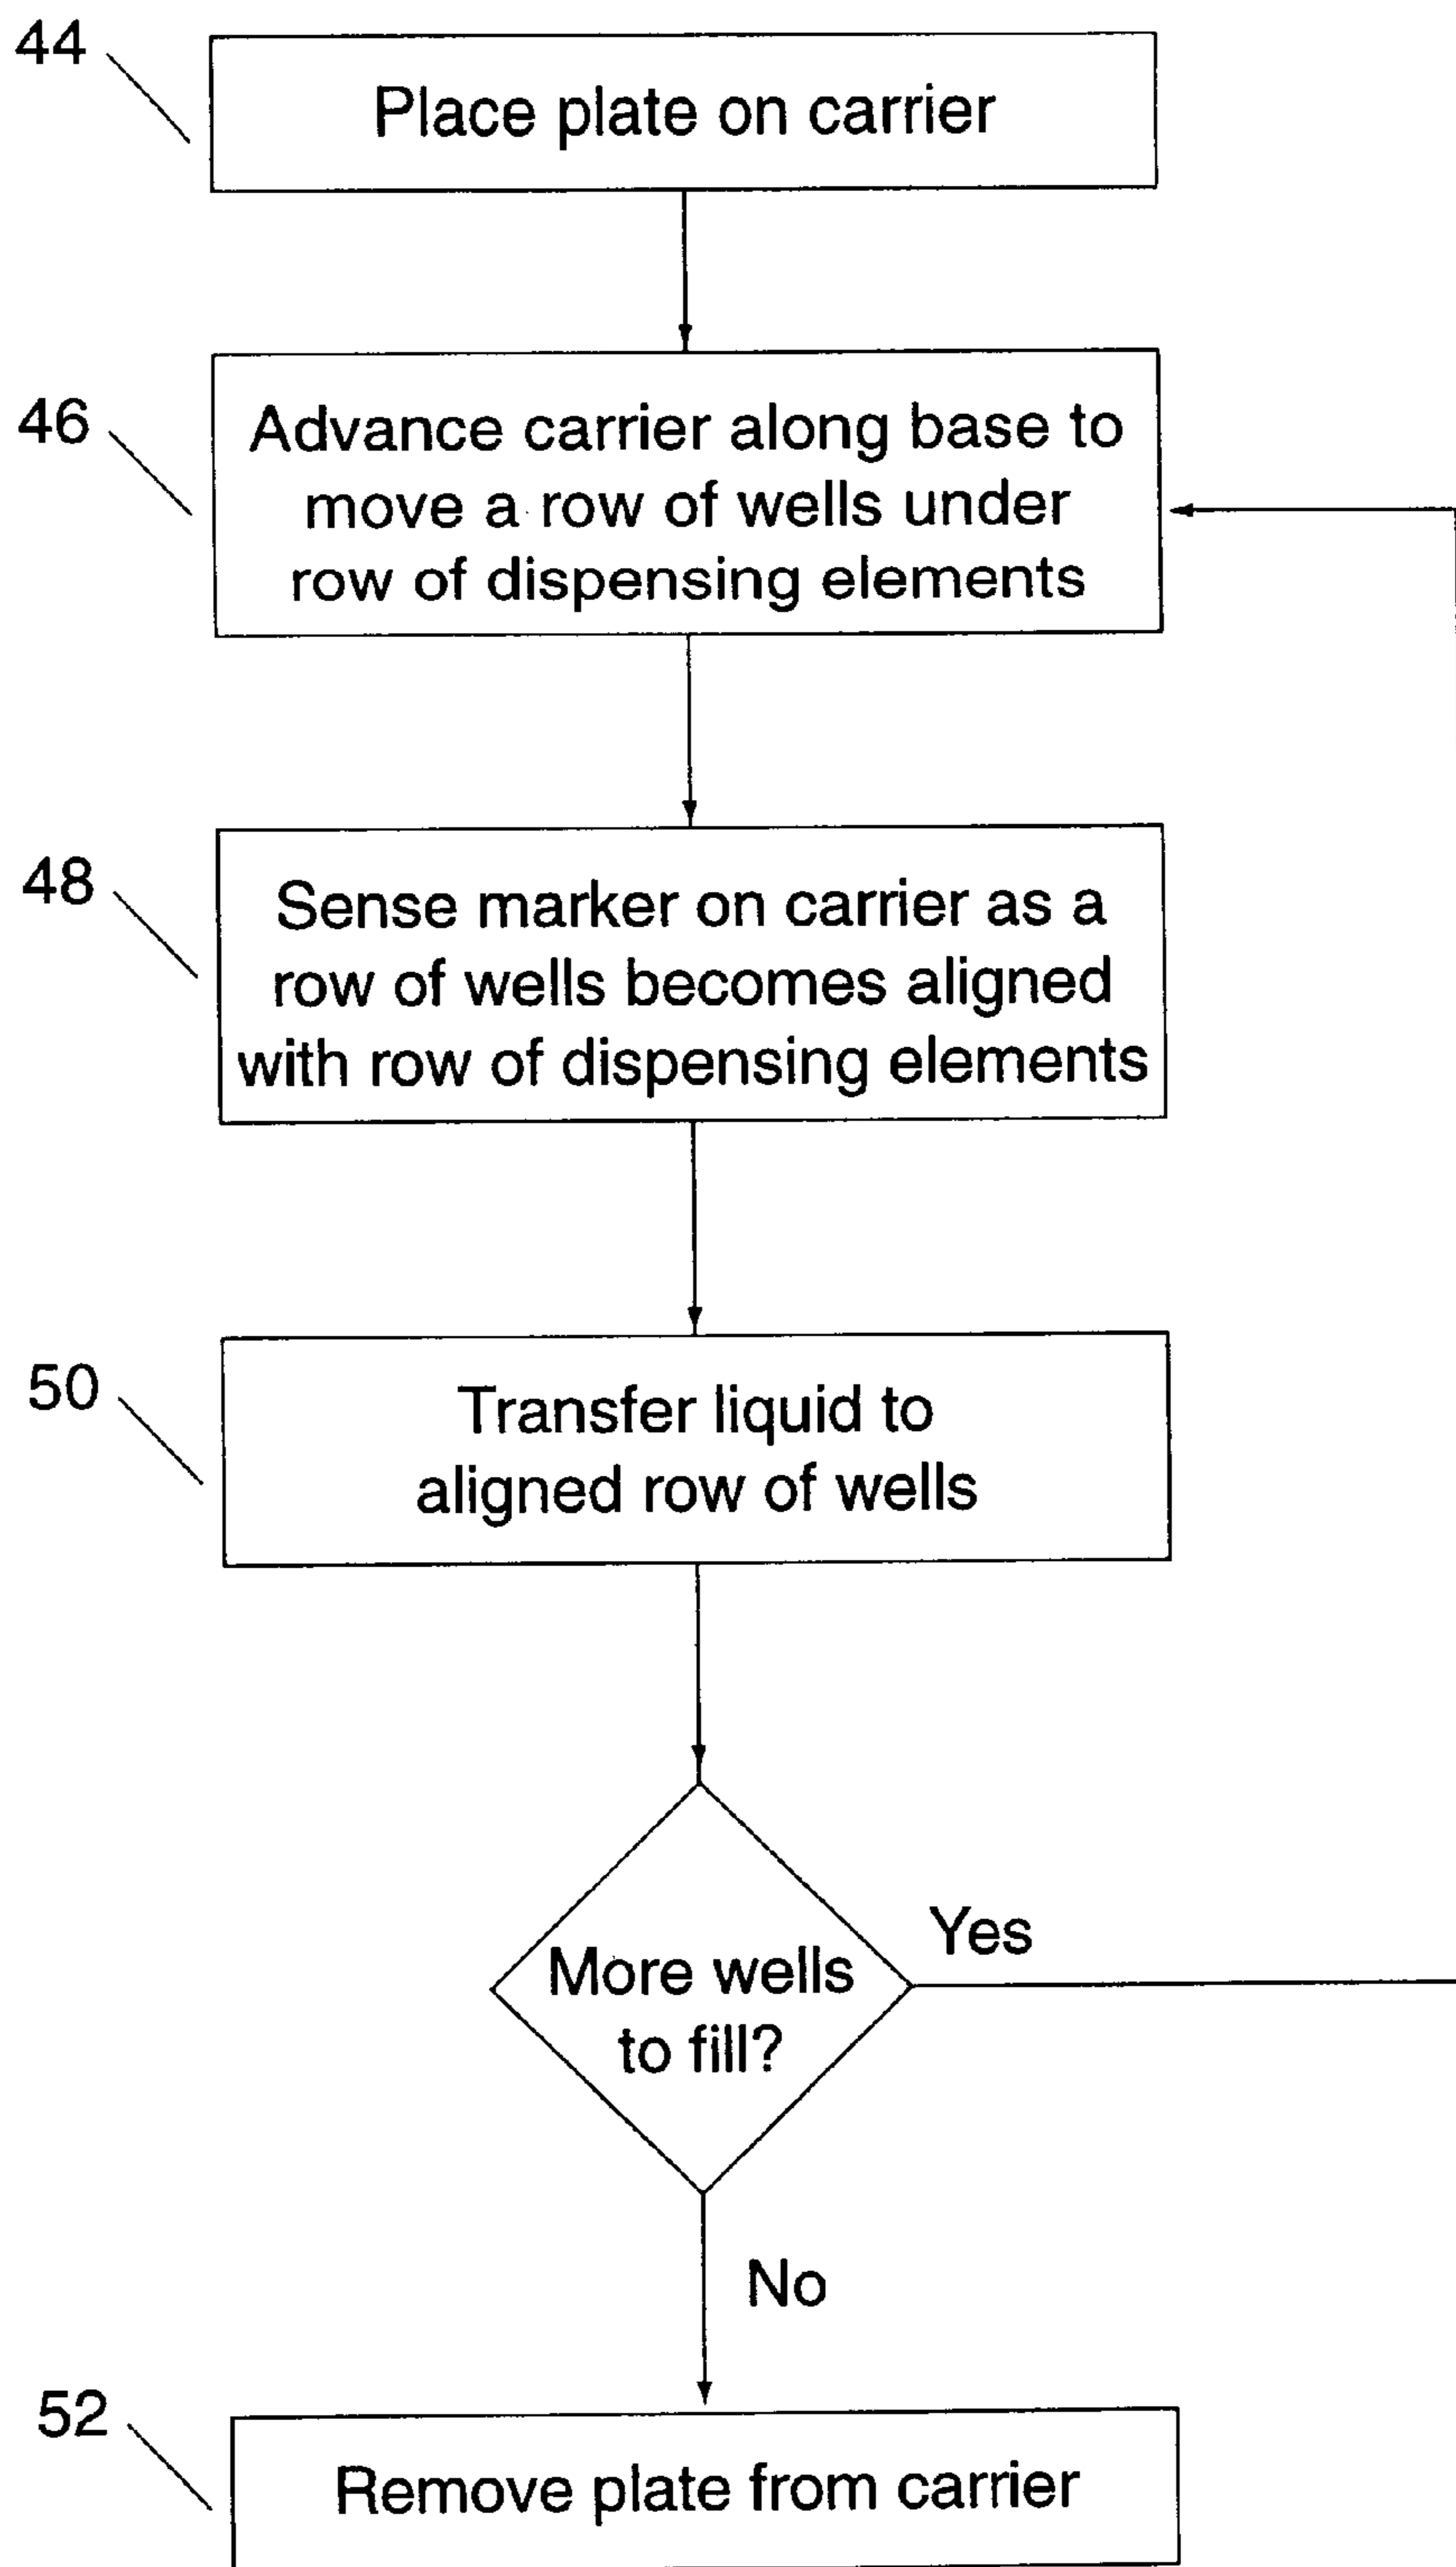 44
Place plate on carrier
46
Advance carrier along base to
move a row of wells under
row of dispensing elements
48
Sense marker on carrier as a
row of wells becomes aligned
with row of dispensing elements
50
Transfer liquid to
aligned row of wells
More wells
to fill?
Yes
No
52
Remove plate from carrier